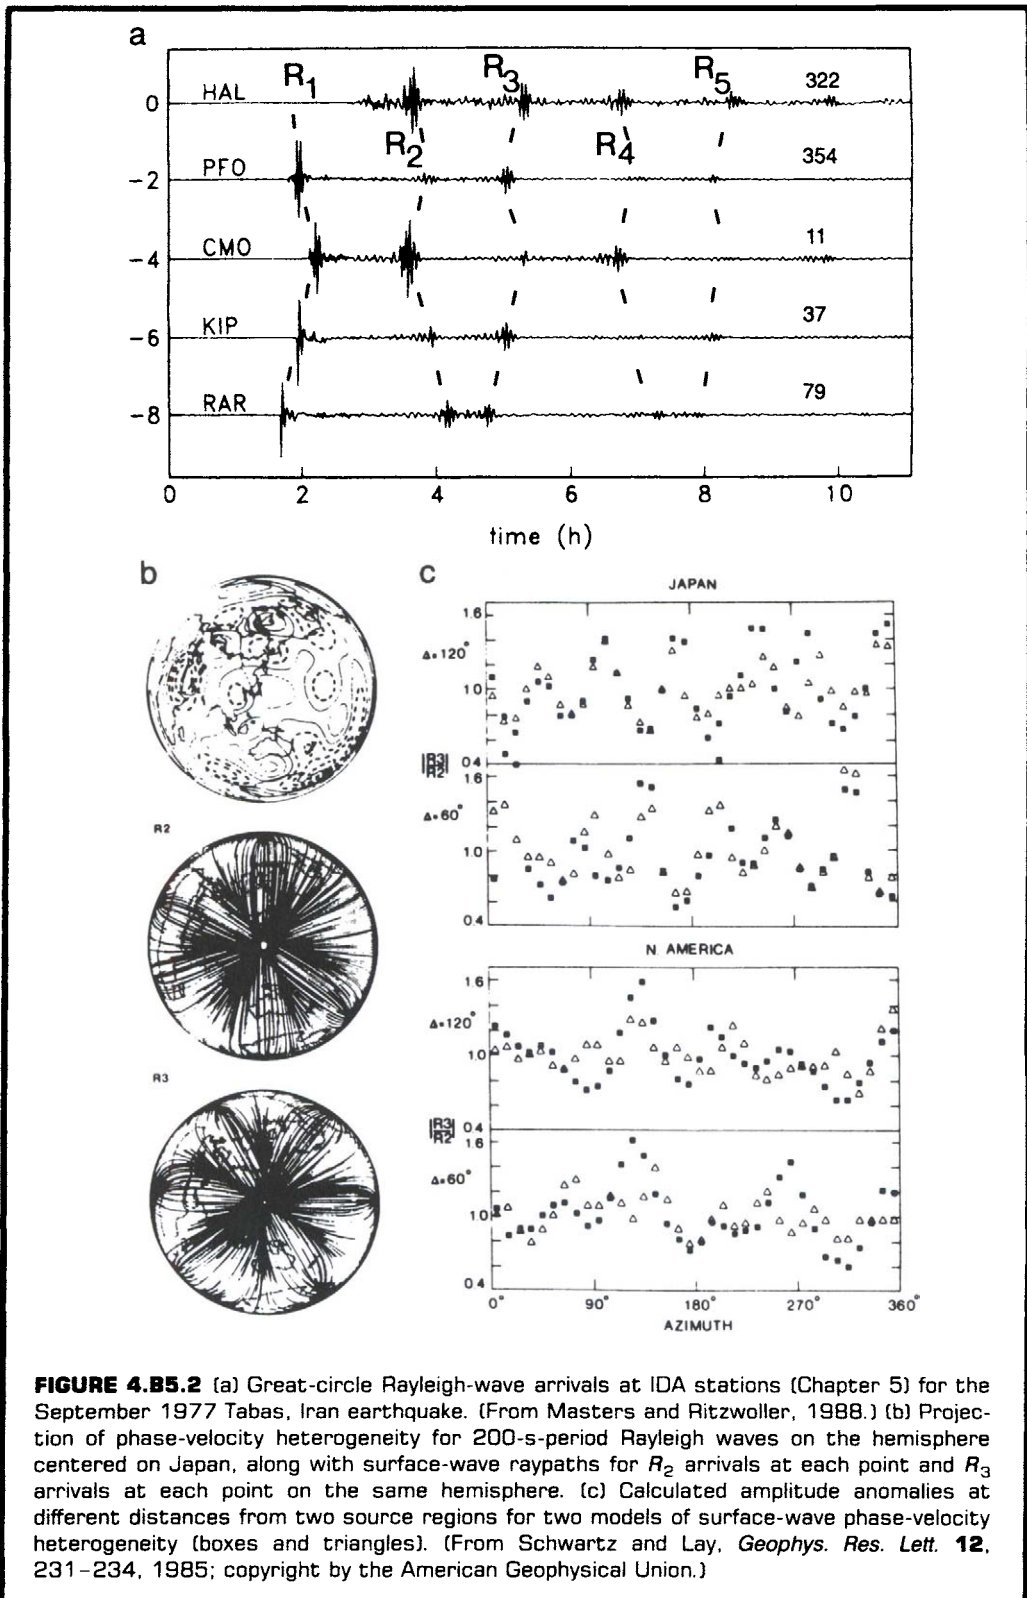 a
R1 R3 R5
HAL 322
0
R2 R4
PFO 354
-2
CMO 11
-4
KIP 37
-6
RAR 79
-8
0 2 4 6 8 10
time (h)
b
c
JAPAN
1.6
Δ=120°
1.0
0.4
|R3|
|R2|
1.6
Δ=60°
1.0
0.4
R2
N. AMERICA
1.6
Δ=120°
1.0
0.4
R3
|R3|
|R2|
1.6
Δ=60°
1.0
0.4
0° 90° 180° 270° 360°
AZIMUTH
FIGURE 4.B5.2 (a) Great-circle Rayleigh-wave arrivals at IDA stations (Chapter 5) for the
September 1977 Tabas, Iran earthquake. (From Masters and Ritzwoller, 1988.) (b) Projec-
tion of phase-velocity heterogeneity for 200-s-period Rayleigh waves on the hemisphere
centered on Japan, along with surface-wave raypaths for R2 arrivals at each point and R3
arrivals at each point on the same hemisphere. (c) Calculated amplitude anomalies at
different distances from two source regions for two models of surface-wave phase-velocity
heterogeneity (boxes and triangles). (From Schwartz and Lay, Geophys. Res. Lett. 12,
231–234, 1985; copyright by the American Geophysical Union.)